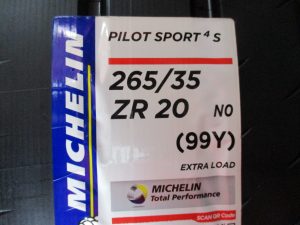 MICHELIN
PILOT SPORT 4 S
265/35
ZR 20 N0
(99Y)
EXTRA LOAD
MICHELIN
Total Performance
SCAN QR Code